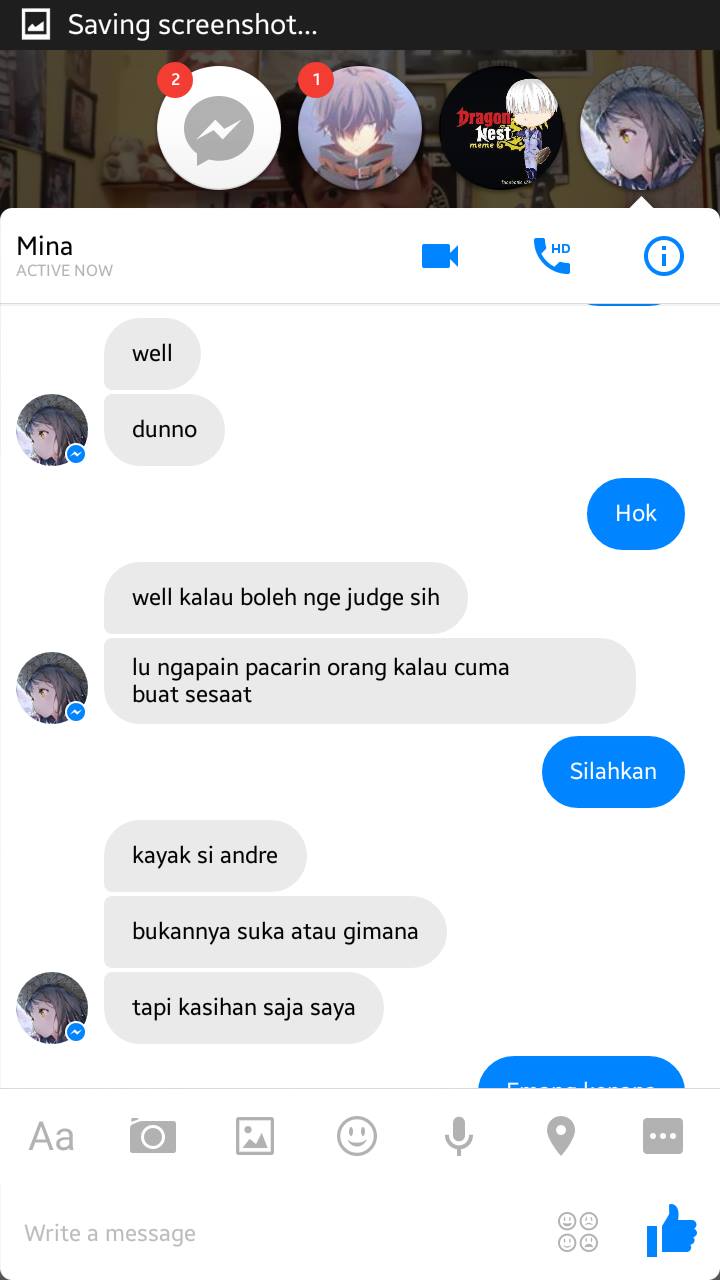 Saving screenshot...
2
1
Dragon
Nest
meme
Mina
ACTIVE NOW
HD
well
dunno
Hok
well kalau boleh nge judge sih
lu ngapain pacarin orang kalau cuma
buat sesaat
Silahkan
kayak si andre
bukannya suka atau gimana
tapi kasihan saja saya
Emang kenapa
Aa
Write a message